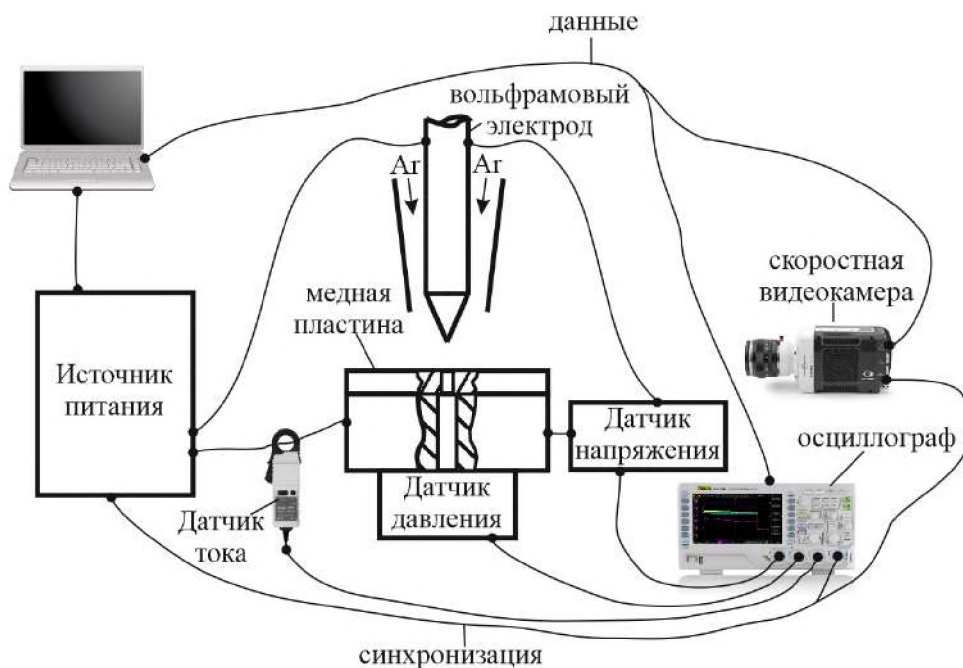 данные
вольфрамовый
электрод
Ar
Ar
скоростная
видеокамера
медная
пластина
Источник
питания
Датчик
напряжения
осциллограф
Датчик
тока
Датчик
давления
синхронизация